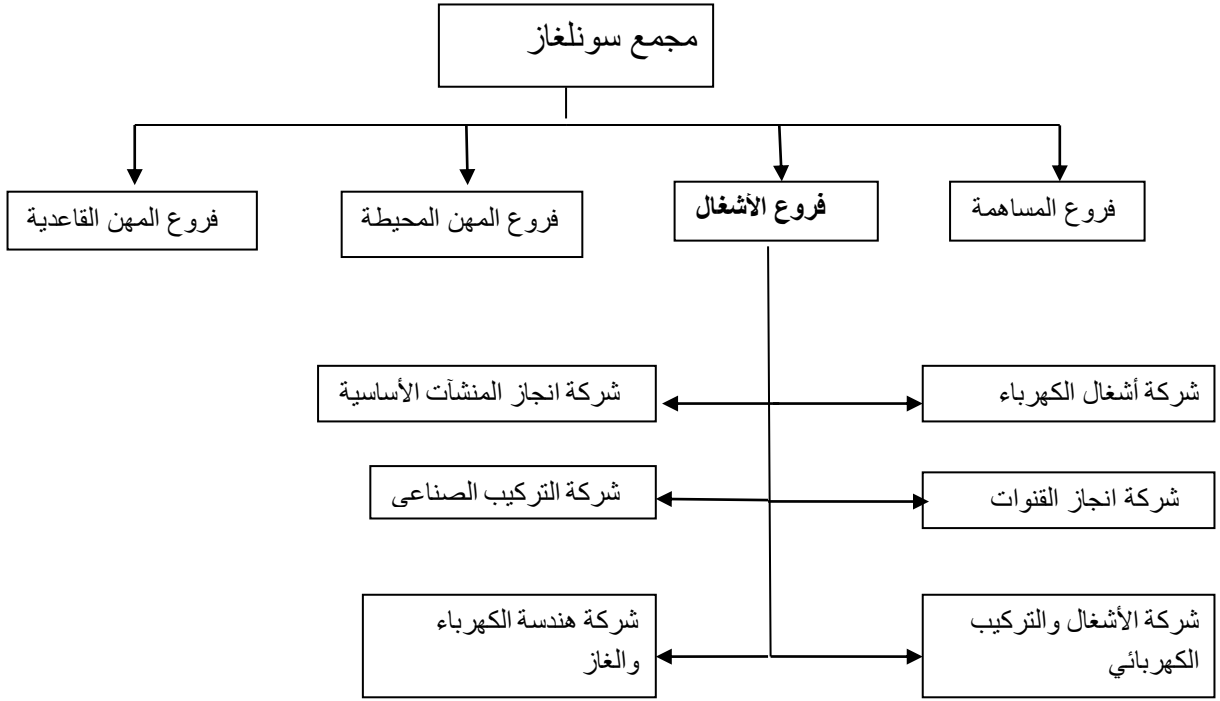 مجمع سونلغاز
فروع المساهمة
فروع الأشغال
فروع المهن المحيطة
فروع المهن القاعدية
شركة أشغال الكهرباء
شركة انجاز المنشآت الأساسية
شركة انجاز القنوات
شركة التركيب الصناعى
شركة الأشغال والتركيب
الكهربائي
شركة هندسة الكهرباء
والغاز